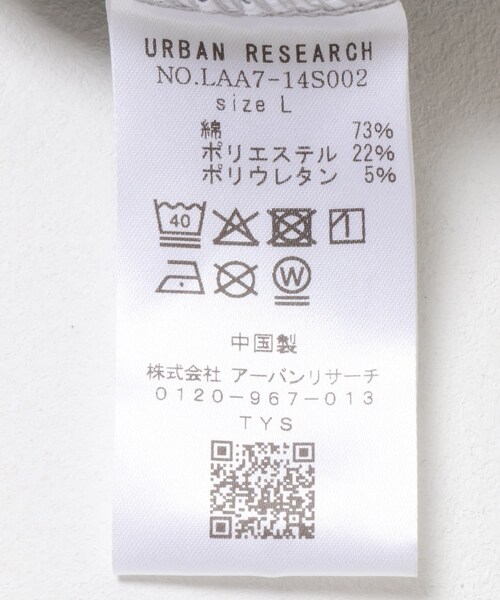 URBAN RESEARCH
NO.LAA7-14S002
size L
綿 73%
ポリエステル 22%
ポリウレタン 5%
40
W
中国製
株式会社 アーバンリサーチ
0120-967-013
TYS